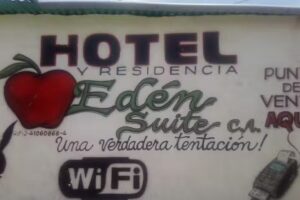 HOTEL
Y RESIDENCIA
Edén
Suite C.A.
Una verdadera tentación!
WiFi
PUN
DE
VEN
AQU